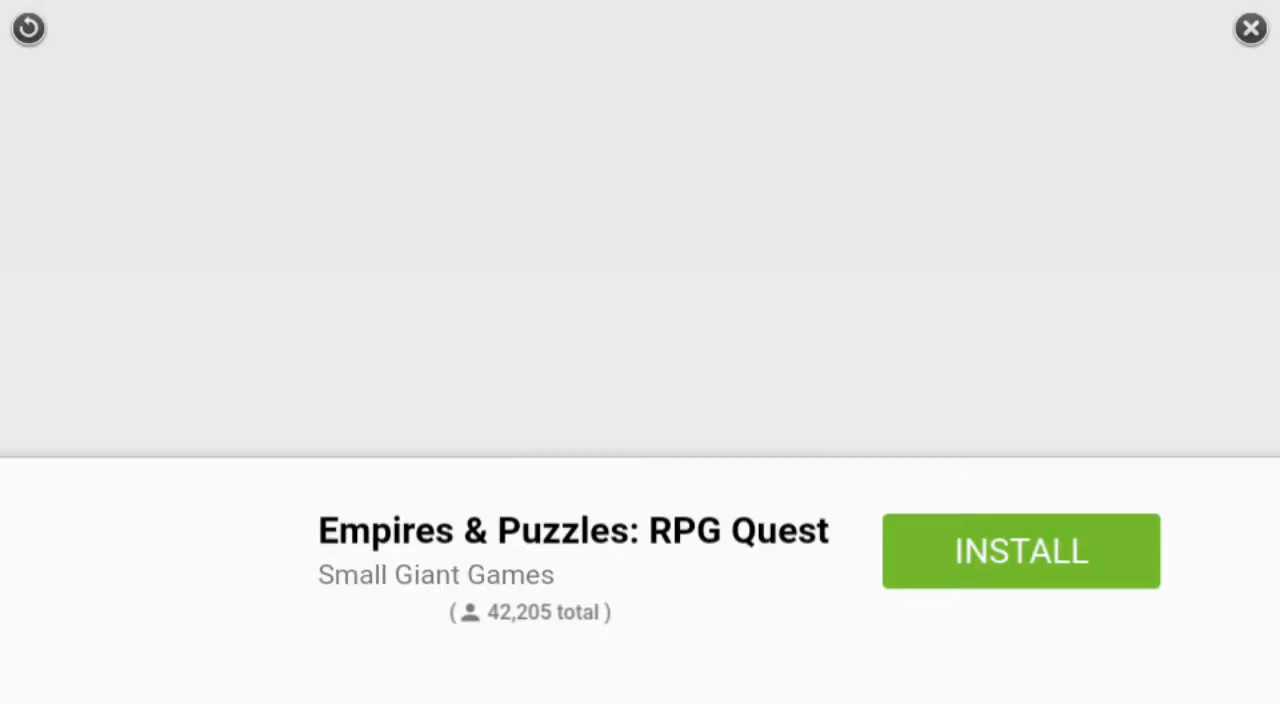 Empires & Puzzles: RPG Quest
Small Giant Games
( 42,205 total )
INSTALL